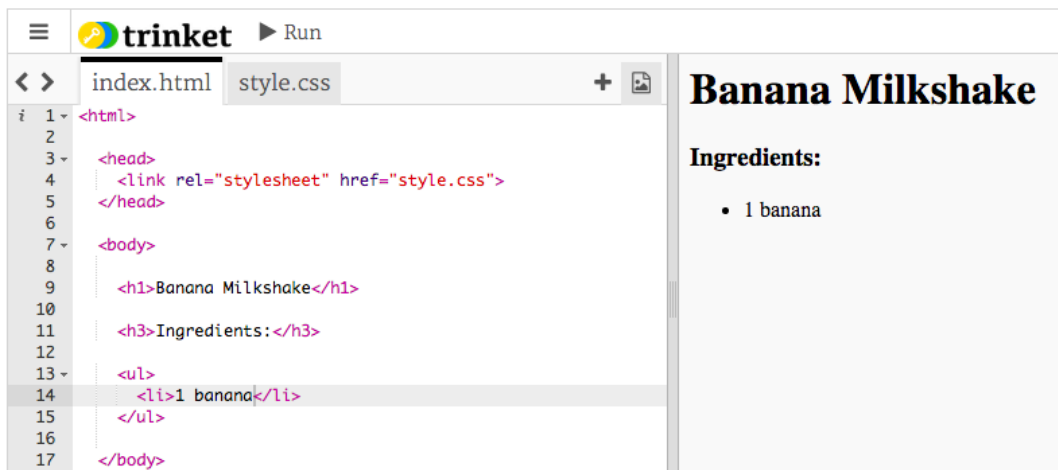 trinket Run
index.html style.css
i 1 <html>
2
3 <head>
4 <link rel="stylesheet" href="style.css">
5 </head>
6
7 <body>
8
9 <h1>Banana Milkshake</h1>
10
11 <h3>Ingredients:</h3>
12
13 <ul>
14 <li>1 banana</li>
15 </ul>
16
17 </body>
Banana Milkshake
Ingredients:
• 1 banana